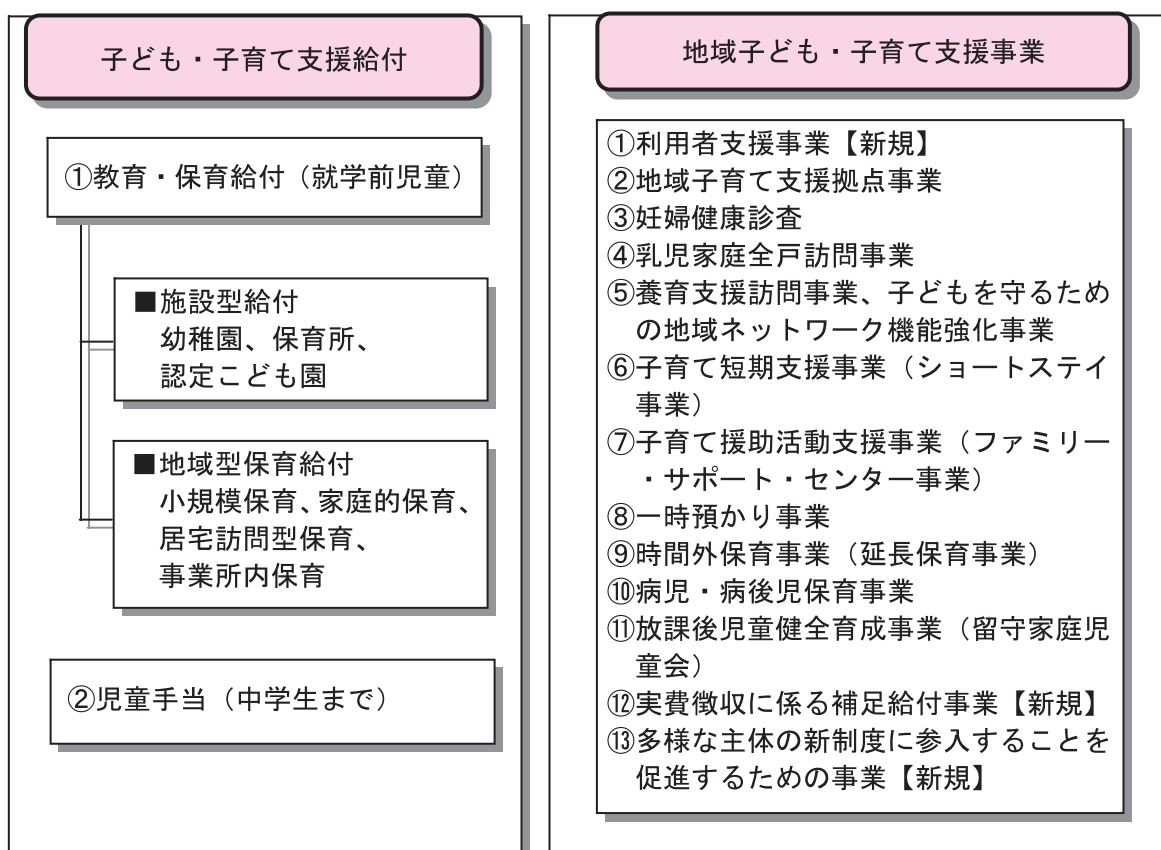 子ども・子育て支援給付
①教育・保育給付（就学前児童）
■施設型給付
幼稚園、保育所、
認定こども園
■地域型保育給付
小規模保育、家庭的保育、
居宅訪問型保育、
事業所内保育
②児童手当（中学生まで）
地域子ども・子育て支援事業
①利用者支援事業【新規】
②地域子育て支援拠点事業
③妊婦健康診査
④乳児家庭全戸訪問事業
⑤養育支援訪問事業、子どもを守るため
の地域ネットワーク機能強化事業
⑥子育て短期支援事業（ショートステイ
事業）
⑦子育て援助活動支援事業（ファミリー
・サポート・センター事業）
⑧一時預かり事業
⑨時間外保育事業（延長保育事業）
⑩病児・病後児保育事業
⑪放課後児童健全育成事業（留守家庭児
童会）
⑫実費徴収に係る補足給付事業【新規】
⑬多様な主体の新制度に参入することを
促進するための事業【新規】